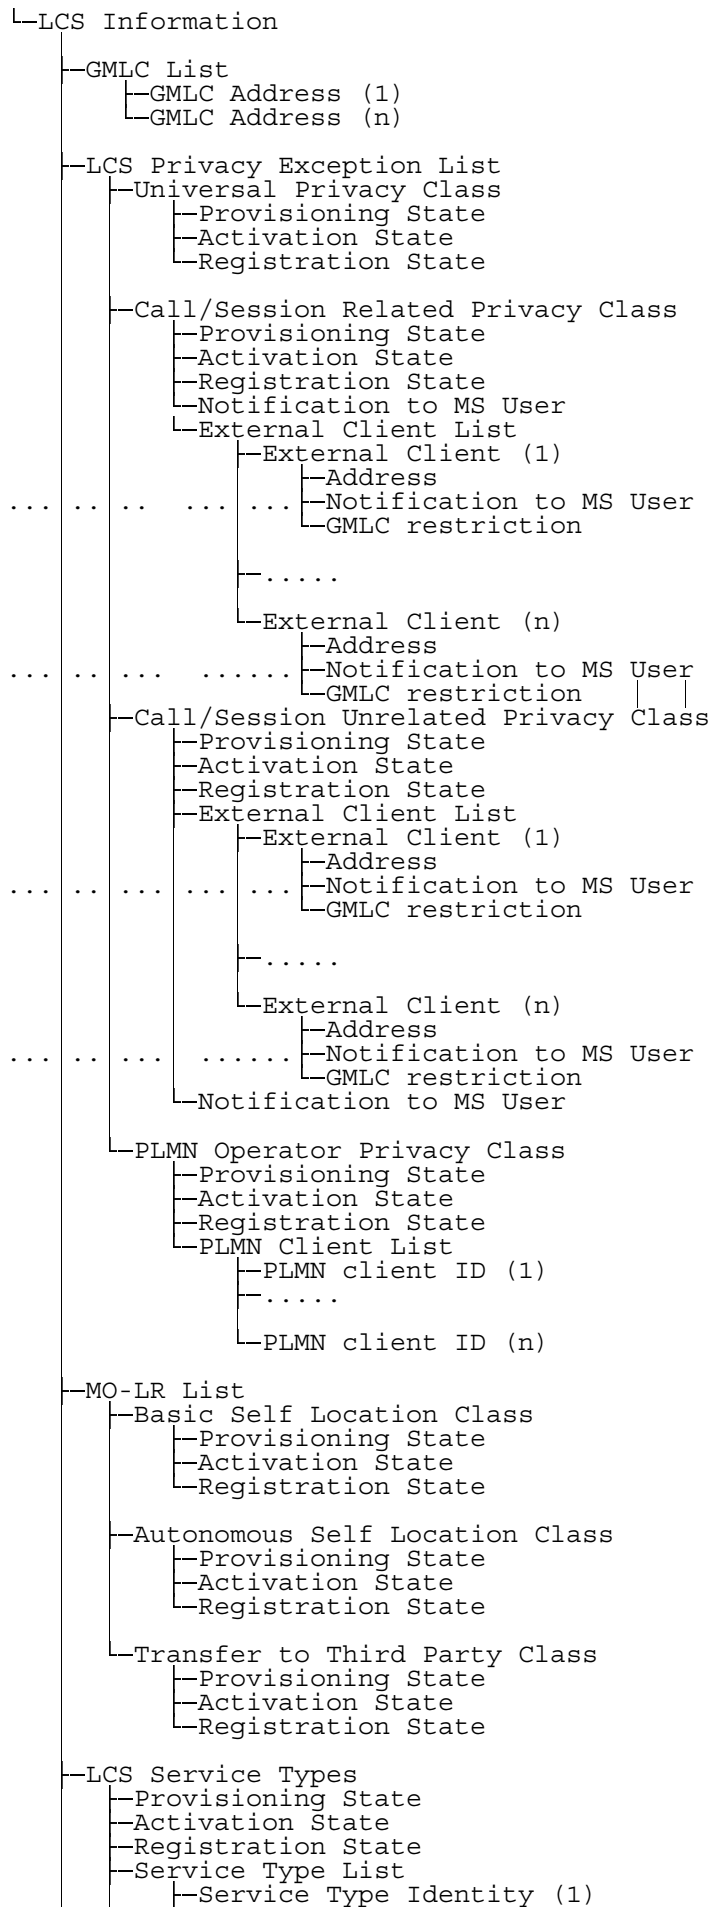 LCS Information
GMLC List
GMLC Address (1)
GMLC Address (n)
LCS Privacy Exception List
Universal Privacy Class
Provisioning State
Activation State
Registration State
Call/Session Related Privacy Class
Provisioning State
Activation State
Registration State
Notification to MS User
External Client List
External Client (1)
Address
... .. .. ... ... Notification to MS User
GMLC restriction
.....
External Client (n)
Address
... .. ... ...... Notification to MS User
GMLC restriction
Call/Session Unrelated Privacy Class
Provisioning State
Activation State
Registration State
External Client List
External Client (1)
Address
... .. ... ... ... Notification to MS User
GMLC restriction
.....
External Client (n)
Address
... .. ... ...... Notification to MS User
GMLC restriction
Notification to MS User
PLMN Operator Privacy Class
Provisioning State
Activation State
Registration State
PLMN Client List
PLMN client ID (1)
.....
PLMN client ID (n)
MO-LR List
Basic Self Location Class
Provisioning State
Activation State
Registration State
Autonomous Self Location Class
Provisioning State
Activation State
Registration State
Transfer to Third Party Class
Provisioning State
Activation State
Registration State
LCS Service Types
Provisioning State
Activation State
Registration State
Service Type List
Service Type Identity (1)